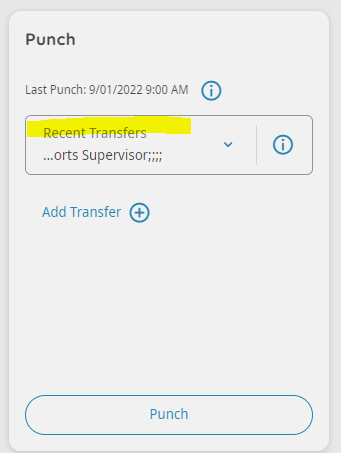 Punch
Last Punch: 9/01/2022 9:00 AM
Recent Transfers
...orts Supervisor;;;;
Add Transfer
Punch